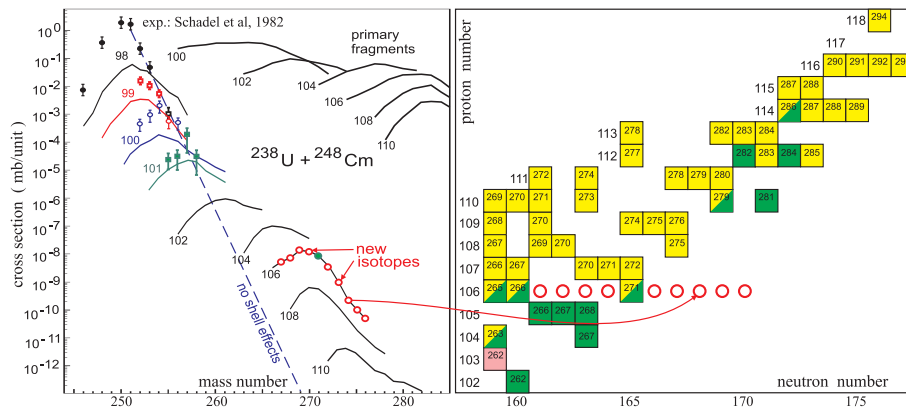 exp.: Schadel et al, 1982
cross section ( mb/unit )
10^0
10^-1
10^-2
10^-3
10^-4
10^-5
10^-6
10^-7
10^-8
10^-9
10^-10
10^-11
10^-12
98
99
100
101
102
104
106
108
110
100
102
104
106
108
110
primary
fragments
238U + 248Cm
new
isotopes
no shell effects
mass number
250 260 270 280
proton number
118 294
117
116 290 291 292 29
115 287 288
114 286 287 288 289
113 278 282 283 284
112 277 282 283 284 285
111 272 274 278 279 280
110 269 270 271 273 279 281
109 268 270 274 275 276
108 267 269 270 275
107 266 267 270 271 272
106 265 266 271
105 266 267 268
104 263 267
103 262
102 262
neutron number
160 165 170 175